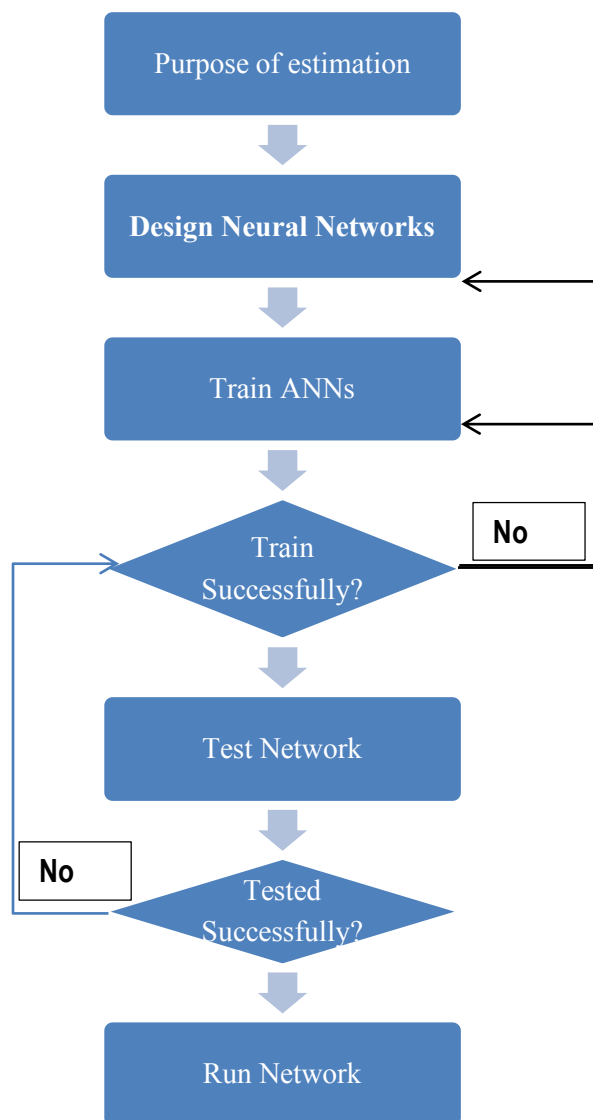 Purpose of estimation
Design Neural Networks
Train ANNs
Train
Successfully?
No
Test Network
No
Tested
Successfully?
Run Network